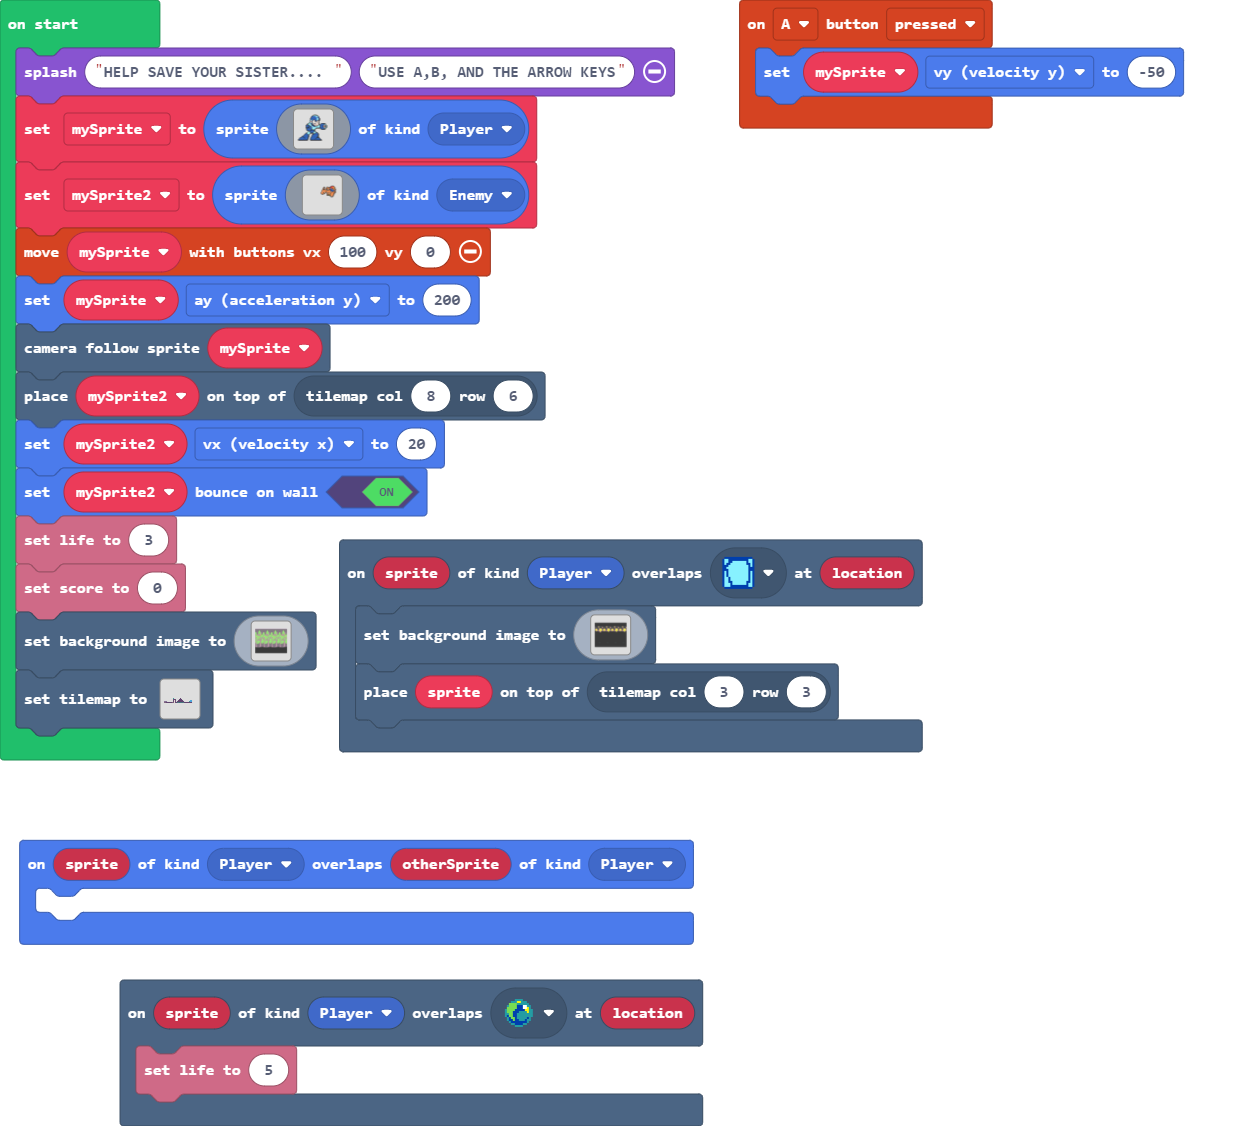 on start
splash "HELP SAVE YOUR SISTER.... " "USE A,B, AND THE ARROW KEYS"
set mySprite to sprite of kind Player
set mySprite2 to sprite of kind Enemy
move mySprite with buttons vx 100 vy 0
set mySprite ay (acceleration y) to 200
camera follow sprite mySprite
place mySprite2 on top of tilemap col 8 row 6
set mySprite2 vx (velocity x) to 20
set mySprite2 bounce on wall ON
set life to 3
set score to 0
set background image to
set tilemap to
on A button pressed
set mySprite vy (velocity y) to -50
on sprite of kind Player overlaps at location
set background image to
place sprite on top of tilemap col 3 row 3
on sprite of kind Player overlaps otherSprite of kind Player
on sprite of kind Player overlaps at location
set life to 5